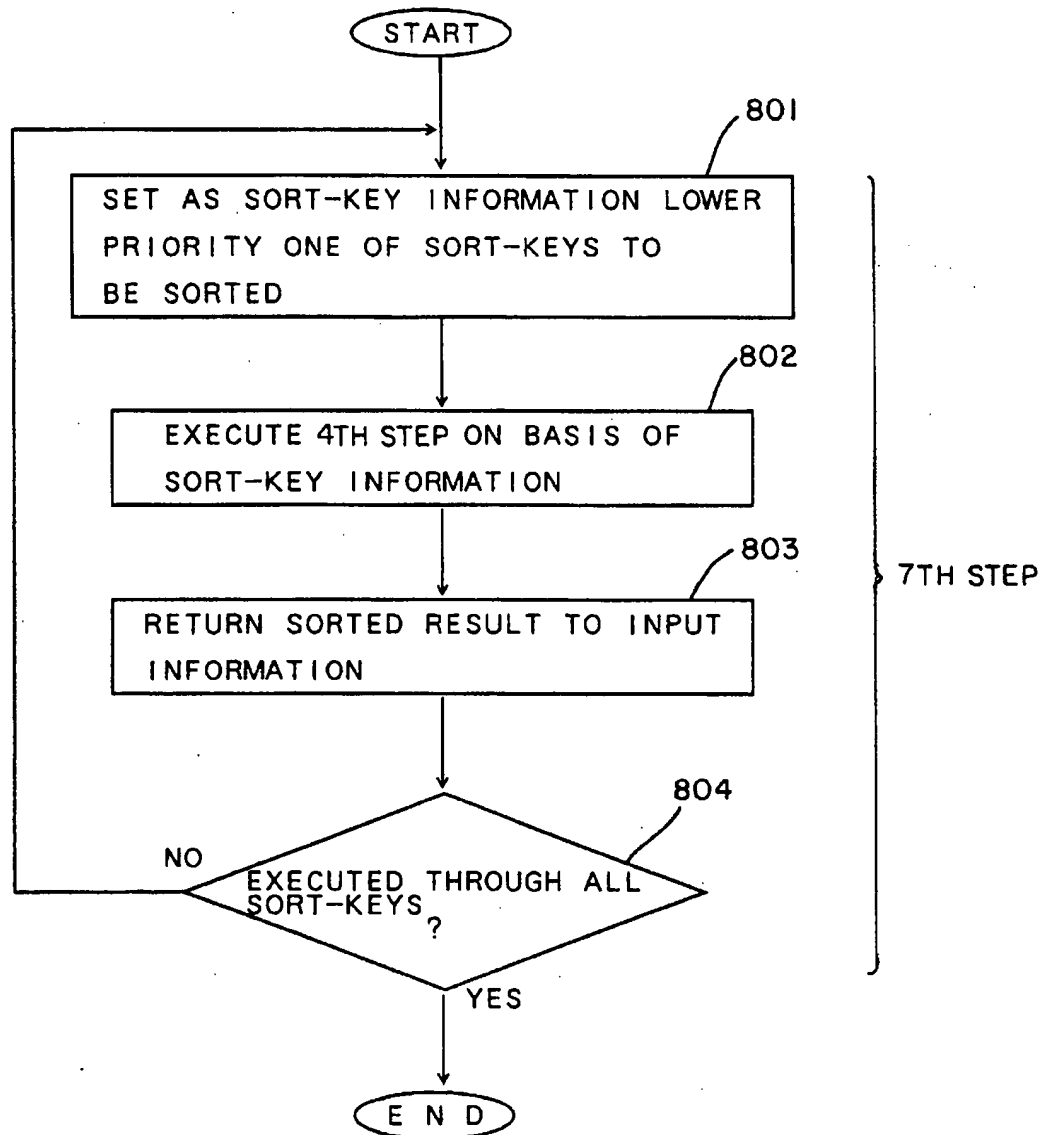 START
801
SET AS SORT-KEY INFORMATION LOWER
PRIORITY ONE OF SORT-KEYS TO
BE SORTED
802
EXECUTE 4TH STEP ON BASIS OF
SORT-KEY INFORMATION
803
RETURN SORTED RESULT TO INPUT
INFORMATION
7TH STEP
804
NO
EXECUTED THROUGH ALL
SORT-KEYS
?
YES
END